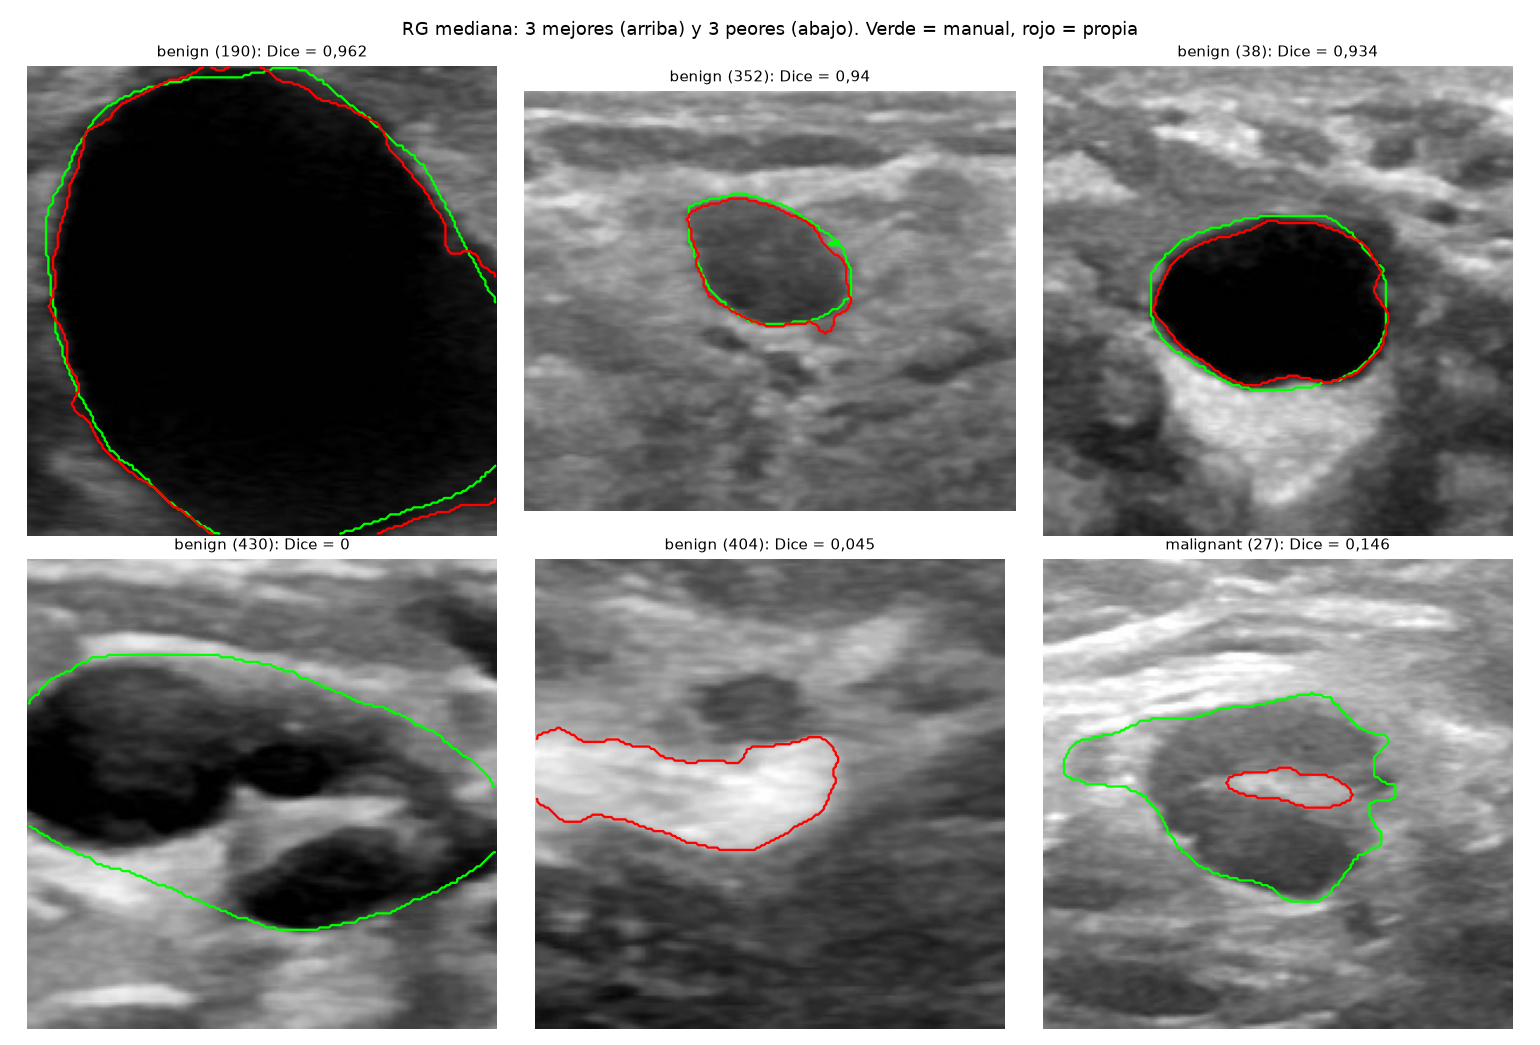 RG mediana: 3 mejores (arriba) y 3 peores (abajo). Verde = manual, rojo = propia
benign (190): Dice = 0,962
benign (352): Dice = 0,94
benign (38): Dice = 0,934
benign (430): Dice = 0
benign (404): Dice = 0,045
malignant (27): Dice = 0,146